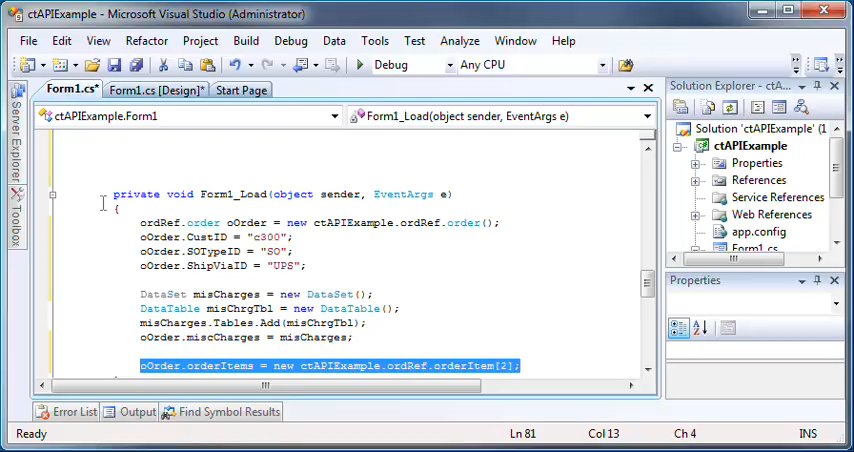 ctAPIExample - Microsoft Visual Studio (Administrator)
File Edit View Refactor Project Build Debug Data Tools Test Analyze Window Help
Debug Any CPU
Form1.cs* Form1.cs [Design]* Start Page
ctAPIExample.Form1 Form1_Load(object sender, EventArgs e)
private void Form1_Load(object sender, EventArgs e)
{
ordRef.order oOrder = new ctAPIExample.ordRef.order();
oOrder.CustID = "c300";
oOrder.SOTypeID = "SO";
oOrder.ShipViaID = "UPS";
DataSet misCharges = new DataSet();
DataTable misChrgTbl = new DataTable();
misCharges.Tables.Add(misChrgTbl);
oOrder.miscCharges = misCharges;
oOrder.orderItems = new ctAPIExample.ordRef.orderItem[2];
Server Explorer
Toolbox
Solution Explorer - ctA...
Solution 'ctAPIExample' (1
ctAPIExample
Properties
References
Service References
Web References
app.config
Form1.cs
Properties
Error List Output Find Symbol Results
Ready Ln 81 Col 13 Ch 4 INS